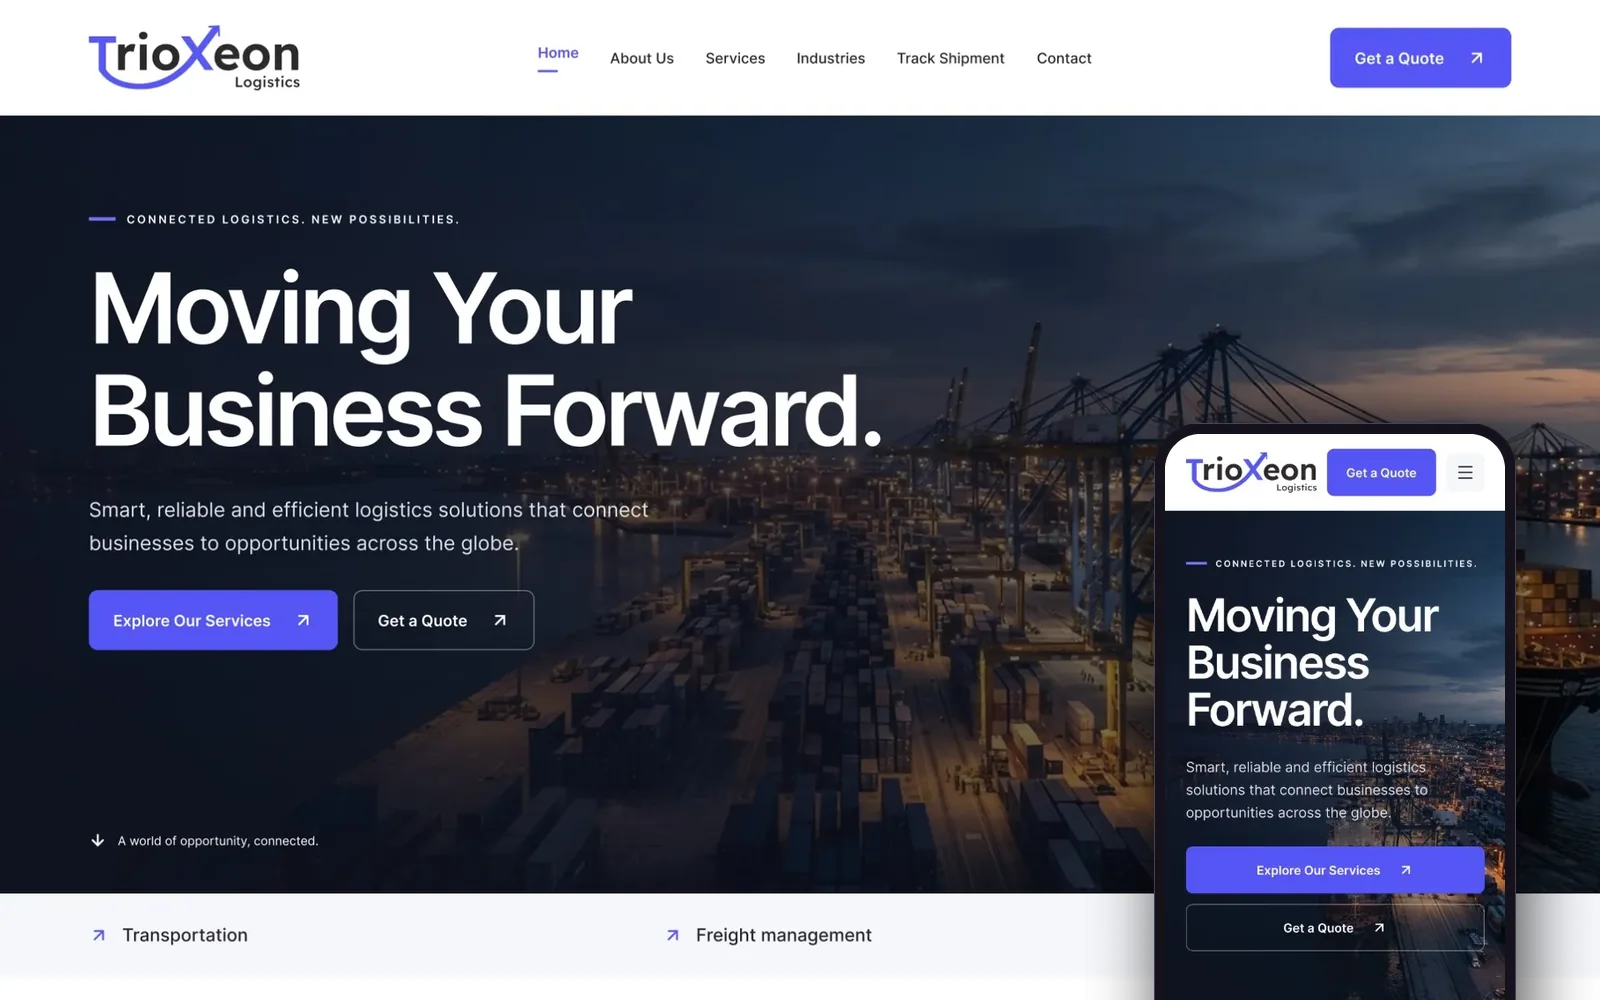 TrioXeon
Logistics
Home
About Us
Services
Industries
Track Shipment
Contact
Get a Quote
CONNECTED LOGISTICS. NEW POSSIBILITIES.
Moving Your
Business Forward.
Smart, reliable and efficient logistics solutions that connect
businesses to opportunities across the globe.
Explore Our Services
Get a Quote
A world of opportunity, connected.
Transportation
Freight management
TrioXeon
Logistics
Get a Quote
CONNECTED LOGISTICS. NEW POSSIBILITIES.
Moving Your
Business
Forward.
Smart, reliable and efficient logistics
solutions that connect businesses to
opportunities across the globe.
Explore Our Services
Get a Quote